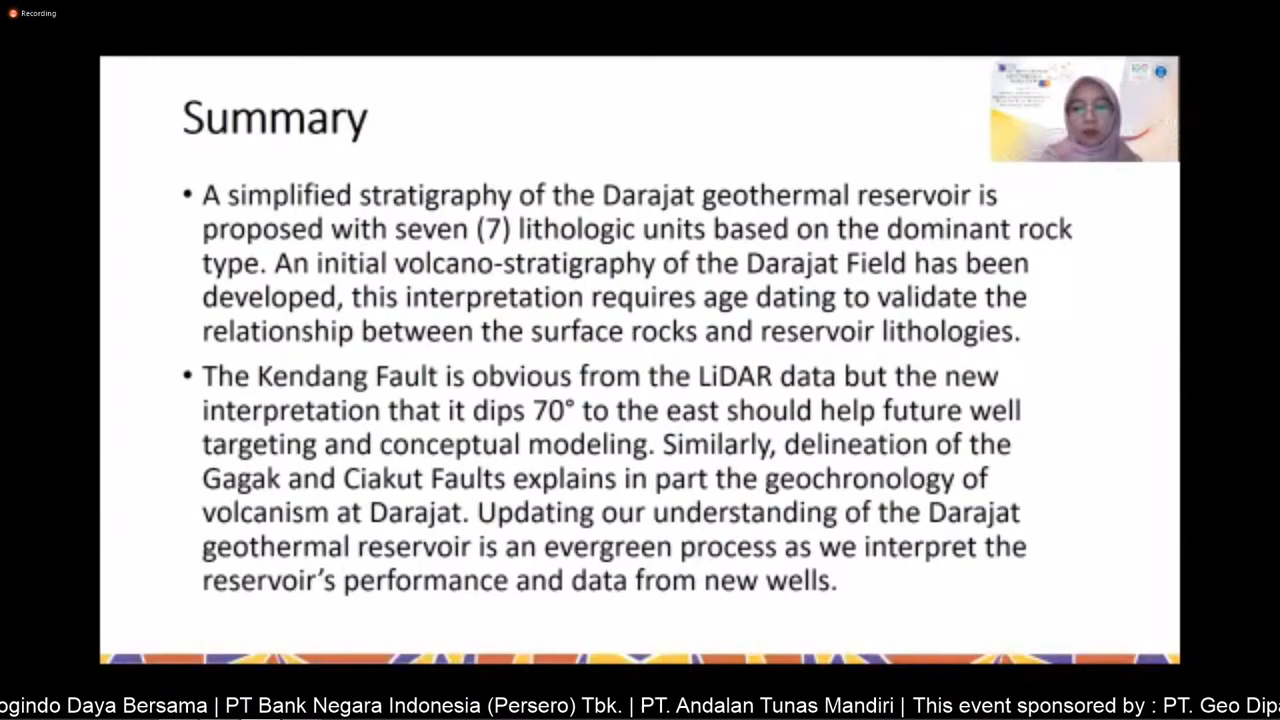 Recording
Summary
• A simplified stratigraphy of the Darajat geothermal reservoir is
proposed with seven (7) lithologic units based on the dominant rock
type. An initial volcano-stratigraphy of the Darajat Field has been
developed, this interpretation requires age dating to validate the
relationship between the surface rocks and reservoir lithologies.
• The Kendang Fault is obvious from the LiDAR data but the new
interpretation that it dips 70° to the east should help future well
targeting and conceptual modeling. Similarly, delineation of the
Gagak and Ciakut Faults explains in part the geochronology of
volcanism at Darajat. Updating our understanding of the Darajat
geothermal reservoir is an evergreen process as we interpret the
reservoir’s performance and data from new wells.
ogindo Daya Bersama | PT Bank Negara Indonesia (Persero) Tbk. | PT. Andalan Tunas Mandiri | This event sponsored by : PT. Geo Dipa